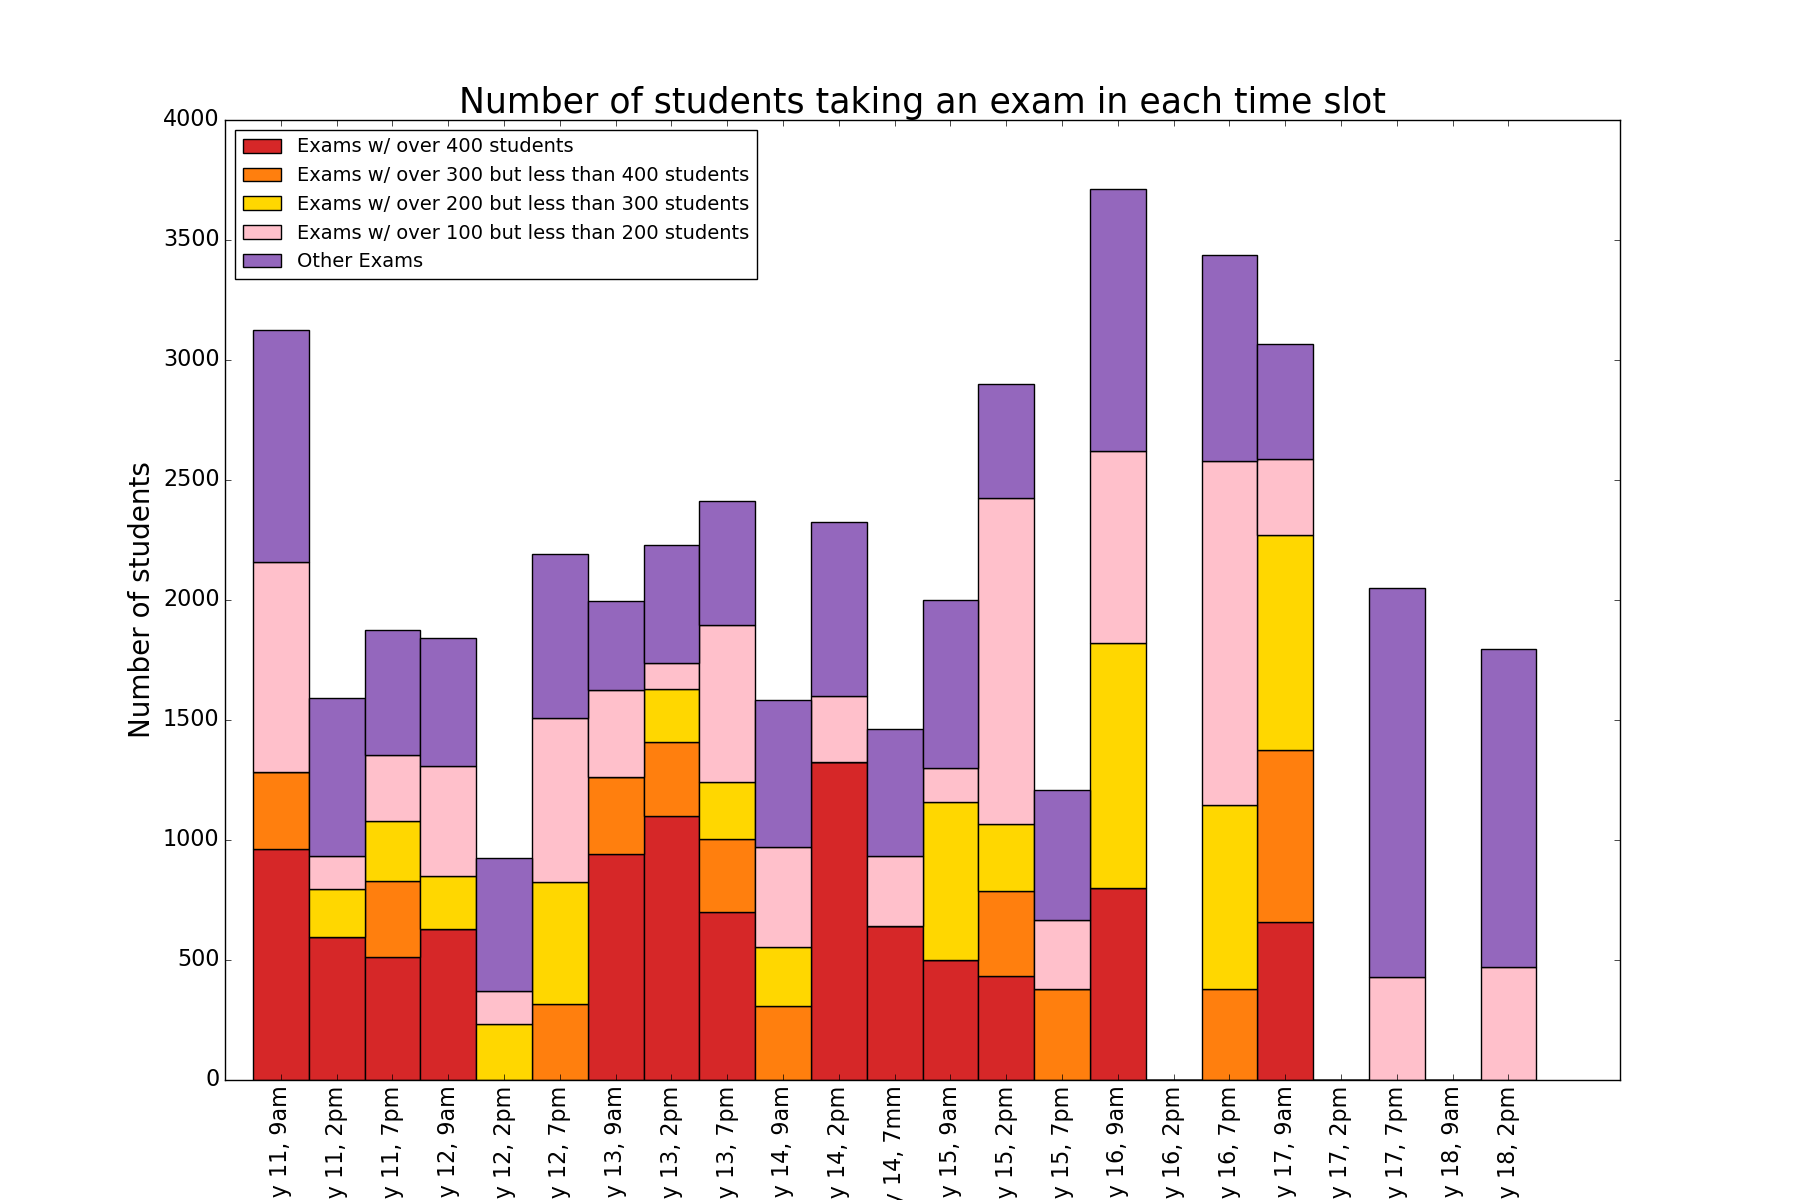 Number of students taking an exam in each time slot
Exams w/ over 400 students
Exams w/ over 300 but less than 400 students
Exams w/ over 200 but less than 300 students
Exams w/ over 100 but less than 200 students
Other Exams
Number of students
4000
3500
3000
2500
2000
1500
1000
500
0
y 11, 9am
y 11, 2pm
y 11, 7pm
y 12, 9am
y 12, 2pm
y 12, 7pm
y 13, 9am
y 13, 2pm
y 13, 7pm
y 14, 9am
y 14, 2pm
y 14, 7mm
y 15, 9am
y 15, 2pm
y 15, 7pm
y 16, 9am
y 16, 2pm
y 16, 7pm
y 17, 9am
y 17, 2pm
y 17, 7pm
y 18, 9am
y 18, 2pm